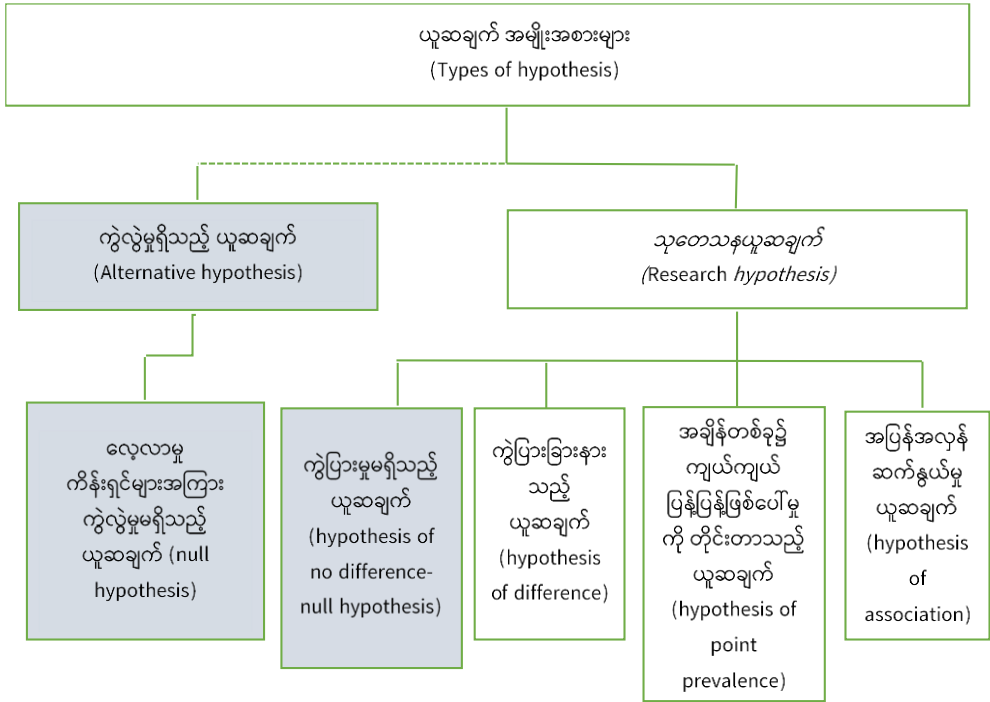 ယူဆချက် အမျိုးအစားများ
(Types of hypothesis)
ကွဲလွဲမှုရှိသည့် ယူဆချက်
(Alternative hypothesis)
သုတေသနယူဆချက်
(Research hypothesis)
လေ့လာမှု
ကိန်းရှင်များအကြား
ကွဲလွဲမှုမရှိသည့်
ယူဆချက် (null
hypothesis)
ကွဲပြားမှုမရှိသည့်
ယူဆချက်
(hypothesis of
no difference-
null hypothesis)
ကွဲပြားခြားနား
သည့်
ယူဆချက်
(hypothesis
of difference)
အချိန်တစ်ခု၌
ကျယ်ကျယ်
ပြန့်ပြန့်ဖြစ်ပေါ်မှု
ကို တိုင်းတာသည့်
ယူဆချက်
(hypothesis of
point
prevalence)
အပြန်အလှန်
ဆက်နွှယ်မှု
ယူဆချက်
(hypothesis
of
association)